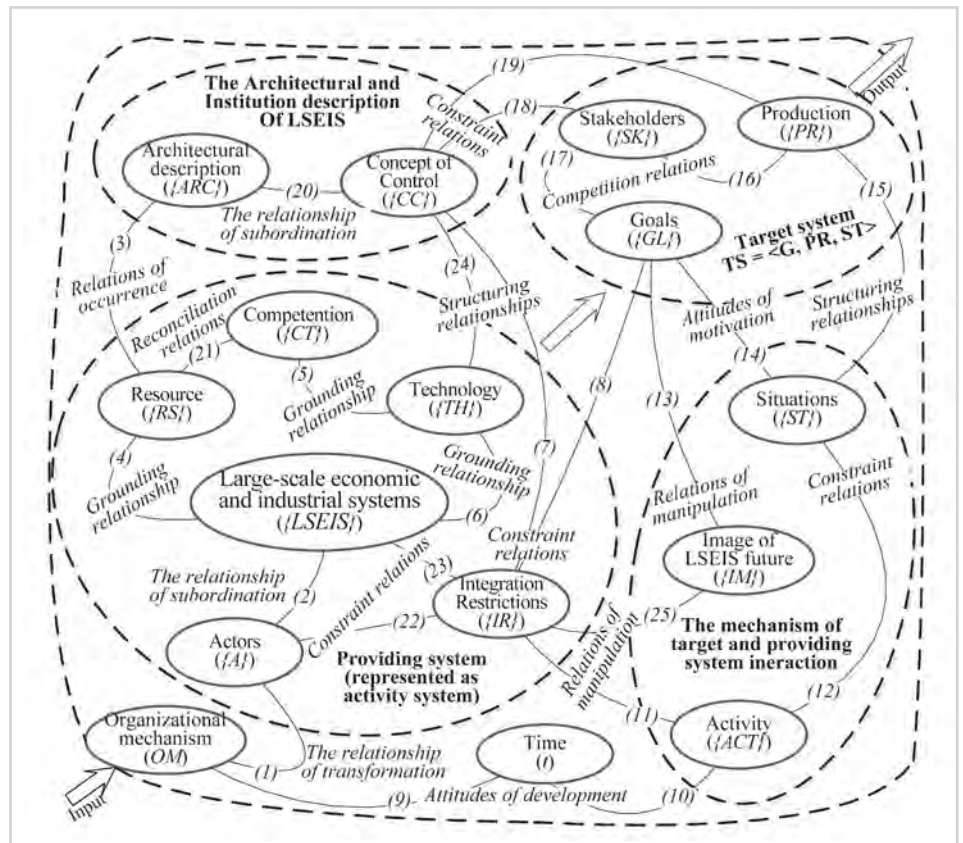 (19)
Output
The Architectural and
Institution description
Of LSEIS
Constraint
relations
(18)
Stakeholders
({SK})
Production
({PR})
Architectural
description
({ARC})
(20)
Concept of
Control
({CC})
(17)
Competition relations
(16)
(15)
The relationship
of subordination
Goals
({GL})
Target system
TS = <G, PR, ST>
(3)
(24)
Relations of
occurrence
Reconciliation
relations
(21)
Competention
({CT})
Structuring
relationships
Attitudes of
motivation
Structuring
relationships
(5)
(14)
Resource
({RS})
Grounding
relationship
Technology
({TH})
(8)
(13)
Situations
({ST})
(4)
(7)
Grounding
relationship
Large-scale economic
and industrial systems
({LSEIS})
Grounding
relationship
(6)
Relations of
manipulation
Constraint
relations
Constraint
relations
Image of
LSEIS future
({IM})
The relationship
of subordination
(2)
Constraint relations
(23)
Integration
Restrictions
({IR})
(25)
Actors
({A})
(22)
The mechanism of
target and providing
system ineraction
Providing system
(represented as
activity system)
Relations of
manipulation
(12)
Organizational
mechanism
(OM)
(11)
Activity
({ACT})
Time
(t)
(1)
The relationship
of transformation
Input
(9)
Attitudes of development
(10)